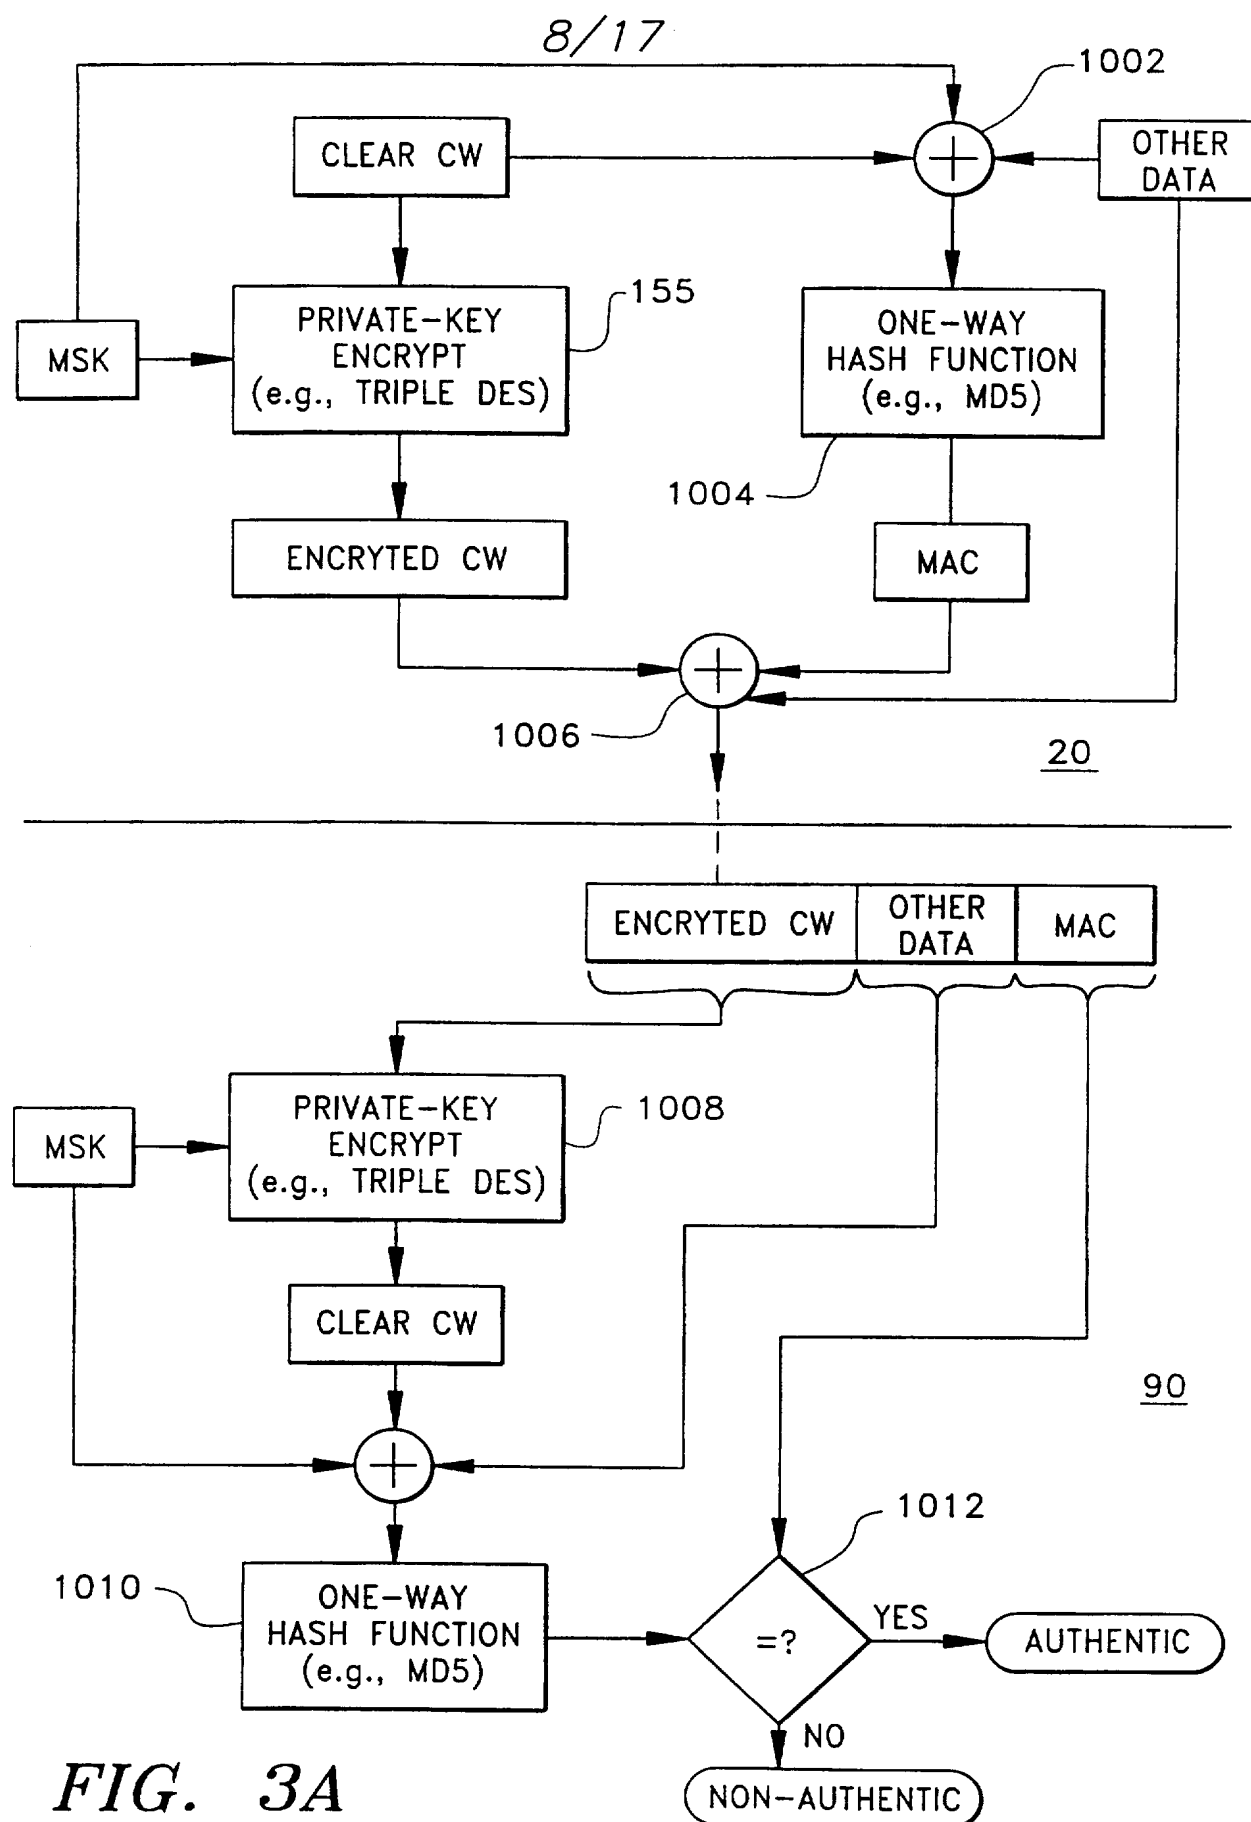 8/17
1002
CLEAR CW
OTHER
DATA
155
PRIVATE-KEY
ENCRYPT
(e.g., TRIPLE DES)
MSK
ONE-WAY
HASH FUNCTION
(e.g., MD5)
1004
ENCRYTED CW
MAC
1006
20
ENCRYTED CW
OTHER
DATA
MAC
PRIVATE-KEY
ENCRYPT
(e.g., TRIPLE DES)
1008
MSK
CLEAR CW
90
1012
1010
ONE-WAY
HASH FUNCTION
(e.g., MD5)
=?
YES
AUTHENTIC
NO
NON-AUTHENTIC
FIG. 3A